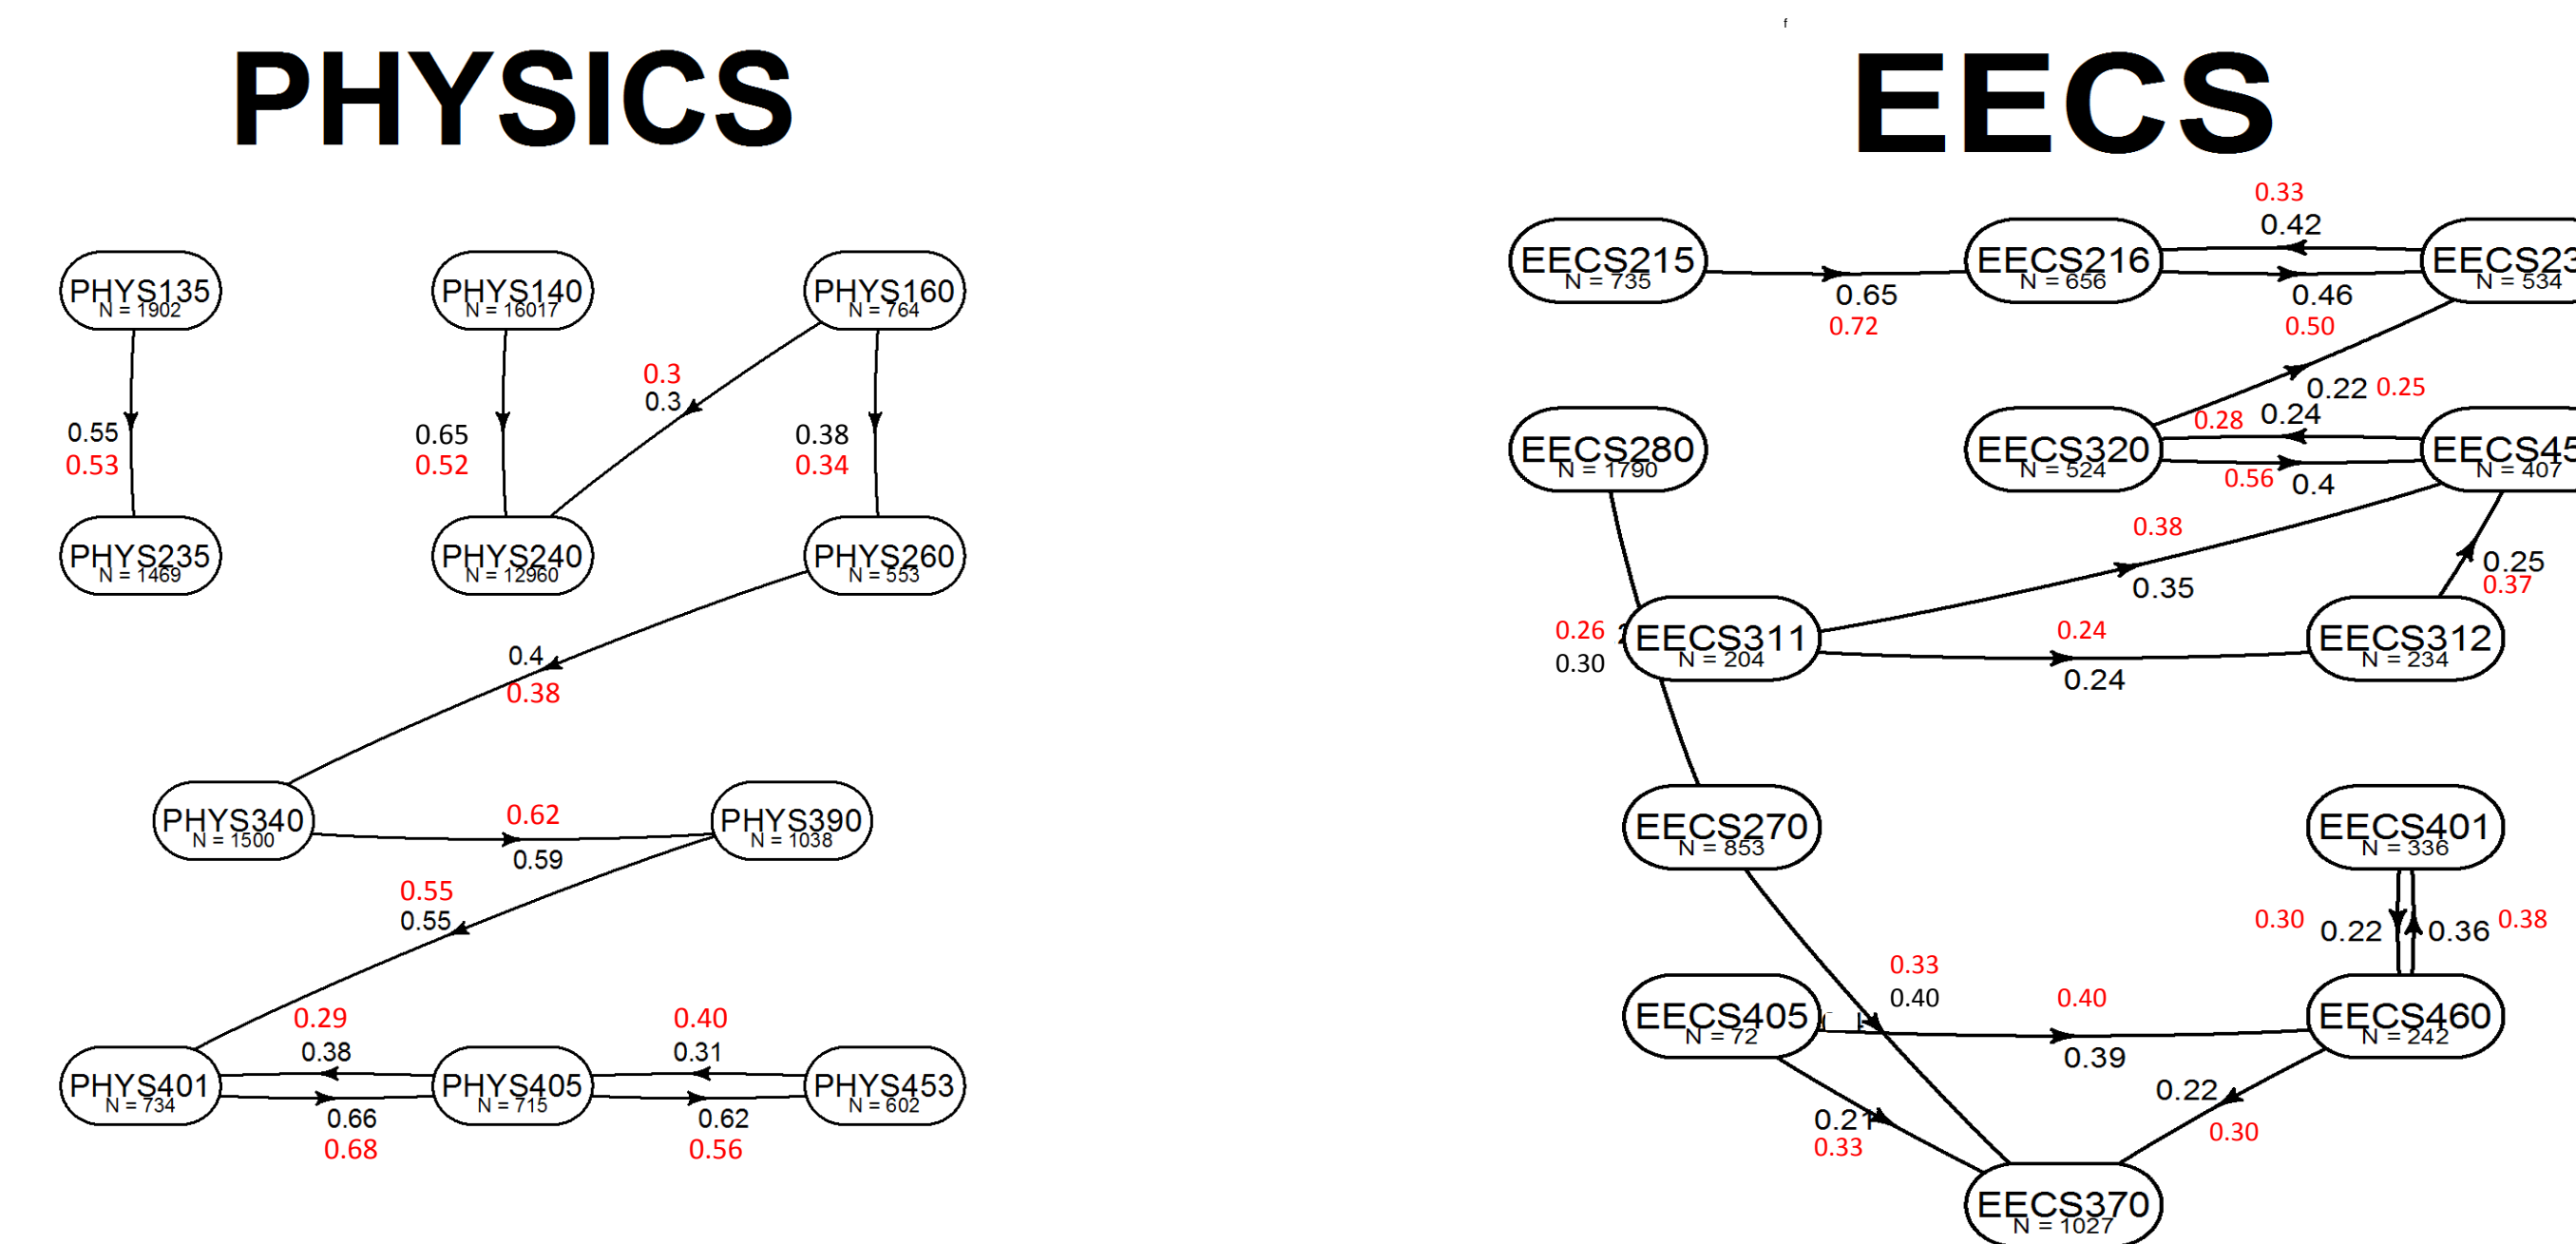 f
PHYSICS
PHYS135
N = 1902
PHYS140
N = 16017
PHYS160
N = 764
0.55
0.53
0.65
0.52
0.3
0.3
0.38
0.34
PHYS235
N = 1469
PHYS240
N = 12960
PHYS260
N = 553
0.4
0.38
PHYS340
N = 1500
0.62
0.59
PHYS390
N = 1038
0.55
0.55
0.29
0.38
0.40
0.31
PHYS401
N = 734
PHYS405
N = 715
PHYS453
N = 602
0.66
0.68
0.62
0.56
EECS
0.33
0.42
EECS215
N = 735
EECS216
N = 656
EECS23
N = 534
0.65
0.72
0.46
0.50
0.22 0.25
0.28 0.24
EECS280
N = 1790
EECS320
N = 524
EECS45
N = 407
0.56 0.4
0.38
0.35
0.25
0.37
0.26
0.30
EECS311
N = 204
0.24
0.24
EECS312
N = 234
EECS270
N = 853
EECS401
N = 336
0.30 0.22 0.36 0.38
0.33
0.40
EECS405
N = 72
0.40
0.39
EECS460
N = 242
0.21
0.33
0.22
0.30
EECS370
N = 1027